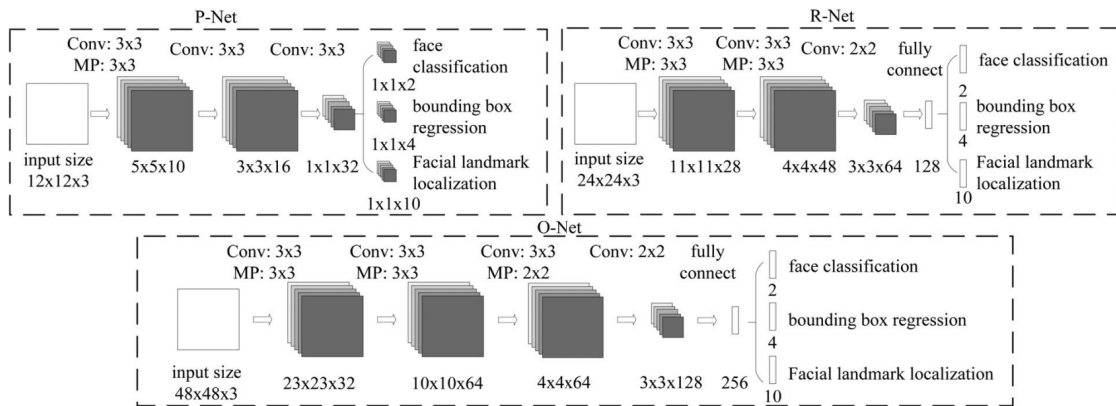 P-Net
Conv: 3x3
MP: 3x3
Conv: 3x3
Conv: 3x3
face
classification
1x1x2
bounding box
regression
1x1x4
Facial landmark
localization
1x1x10
input size
12x12x3
5x5x10
3x3x16
1x1x32
R-Net
Conv: 3x3
MP: 3x3
Conv: 3x3
MP: 3x3
Conv: 2x2
fully
connect
face classification
2
bounding box
regression
4
Facial landmark
localization
10
input size
24x24x3
11x11x28
4x4x48
3x3x64
128
O-Net
Conv: 3x3
MP: 3x3
Conv: 3x3
MP: 3x3
Conv: 3x3
MP: 2x2
Conv: 2x2
fully
connect
face classification
2
bounding box regression
4
Facial landmark localization
10
input size
48x48x3
23x23x32
10x10x64
4x4x64
3x3x128
256